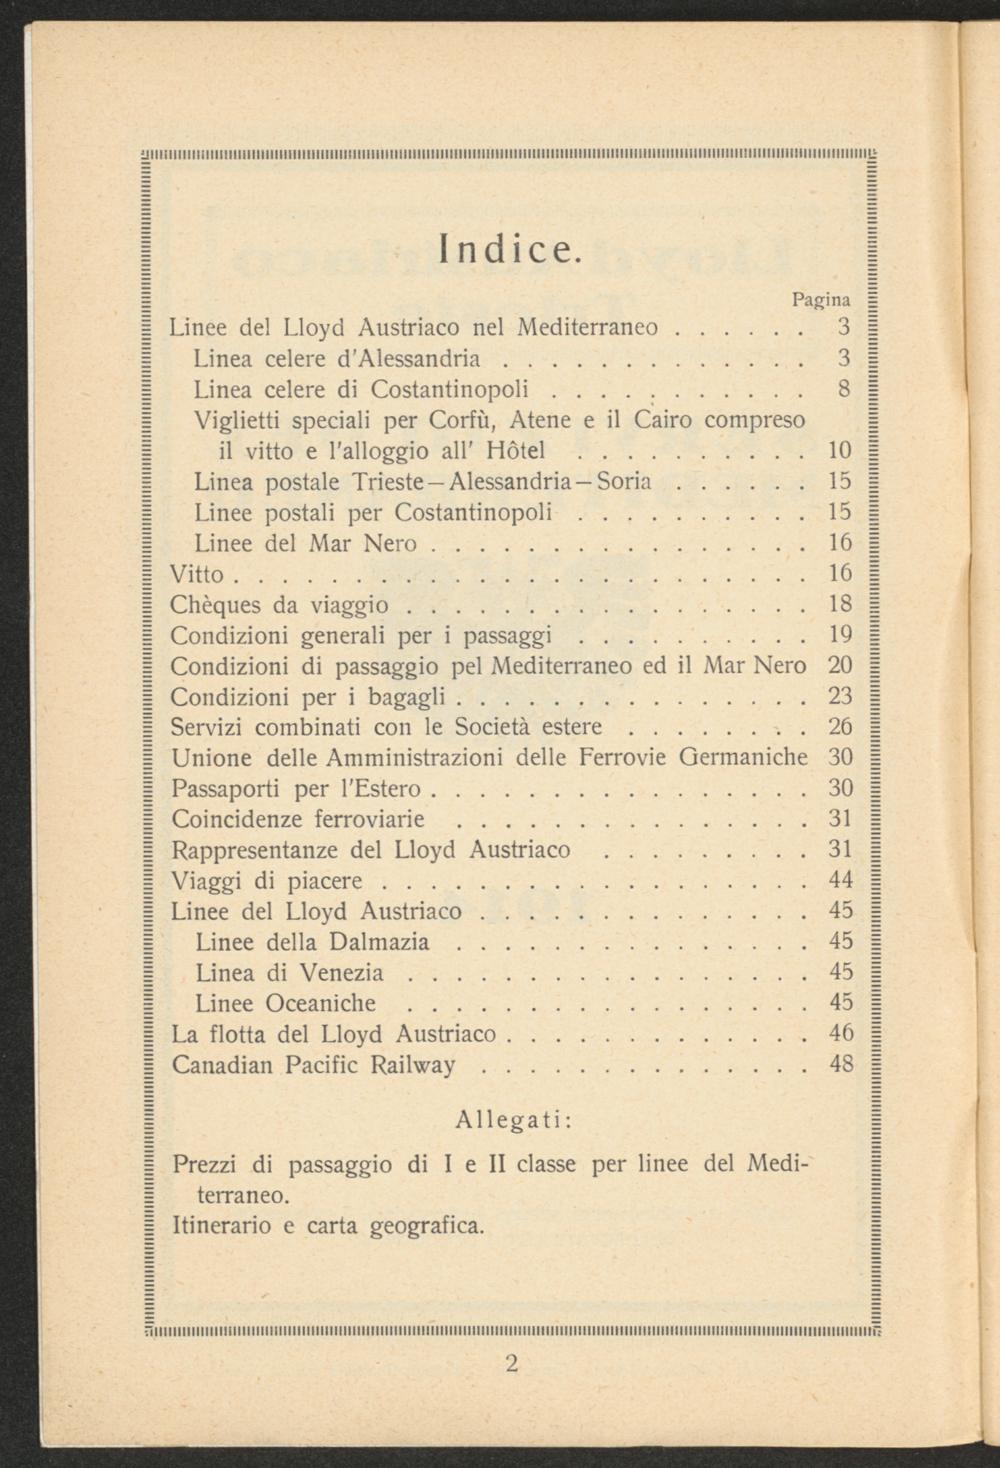 Indice.
Pagina
Linee del Lloyd Austriaco nel Mediterraneo . . . . . . 3
Linea celere d'Alessandria . . . . . . . . . . . . . 3
Linea celere di Costantinopoli . . . . . . . . . . . 8
Viglietti speciali per Corfù, Atene e il Cairo compreso
il vitto e l'alloggio all' Hôtel . . . . . . . . . . 10
Linea postale Trieste—Alessandria—Soria . . . . . . 15
Linee postali per Costantinopoli . . . . . . . . . . 15
Linee del Mar Nero . . . . . . . . . . . . . . . . 16
Vitto . . . . . . . . . . . . . . . . . . . . . . . . 16
Chèques da viaggio . . . . . . . . . . . . . . . . . 18
Condizioni generali per i passaggi . . . . . . . . . . 19
Condizioni di passaggio pel Mediterraneo ed il Mar Nero 20
Condizioni per i bagagli . . . . . . . . . . . . . . . 23
Servizi combinati con le Società estere . . . . . . . . 26
Unione delle Amministrazioni delle Ferrovie Germaniche 30
Passaporti per l'Estero . . . . . . . . . . . . . . . . 30
Coincidenze ferroviarie . . . . . . . . . . . . . . . 31
Rappresentanze del Lloyd Austriaco . . . . . . . . . 31
Viaggi di piacere . . . . . . . . . . . . . . . . . . 44
Linee del Lloyd Austriaco . . . . . . . . . . . . . . 45
Linee della Dalmazia . . . . . . . . . . . . . . . 45
Linea di Venezia . . . . . . . . . . . . . . . . . 45
Linee Oceaniche . . . . . . . . . . . . . . . . . 45
La flotta del Lloyd Austriaco . . . . . . . . . . . . . 46
Canadian Pacific Railway . . . . . . . . . . . . . . 48
Allegati:
Prezzi di passaggio di I e II classe per linee del Medi-
terraneo.
Itinerario e carta geografica.
2